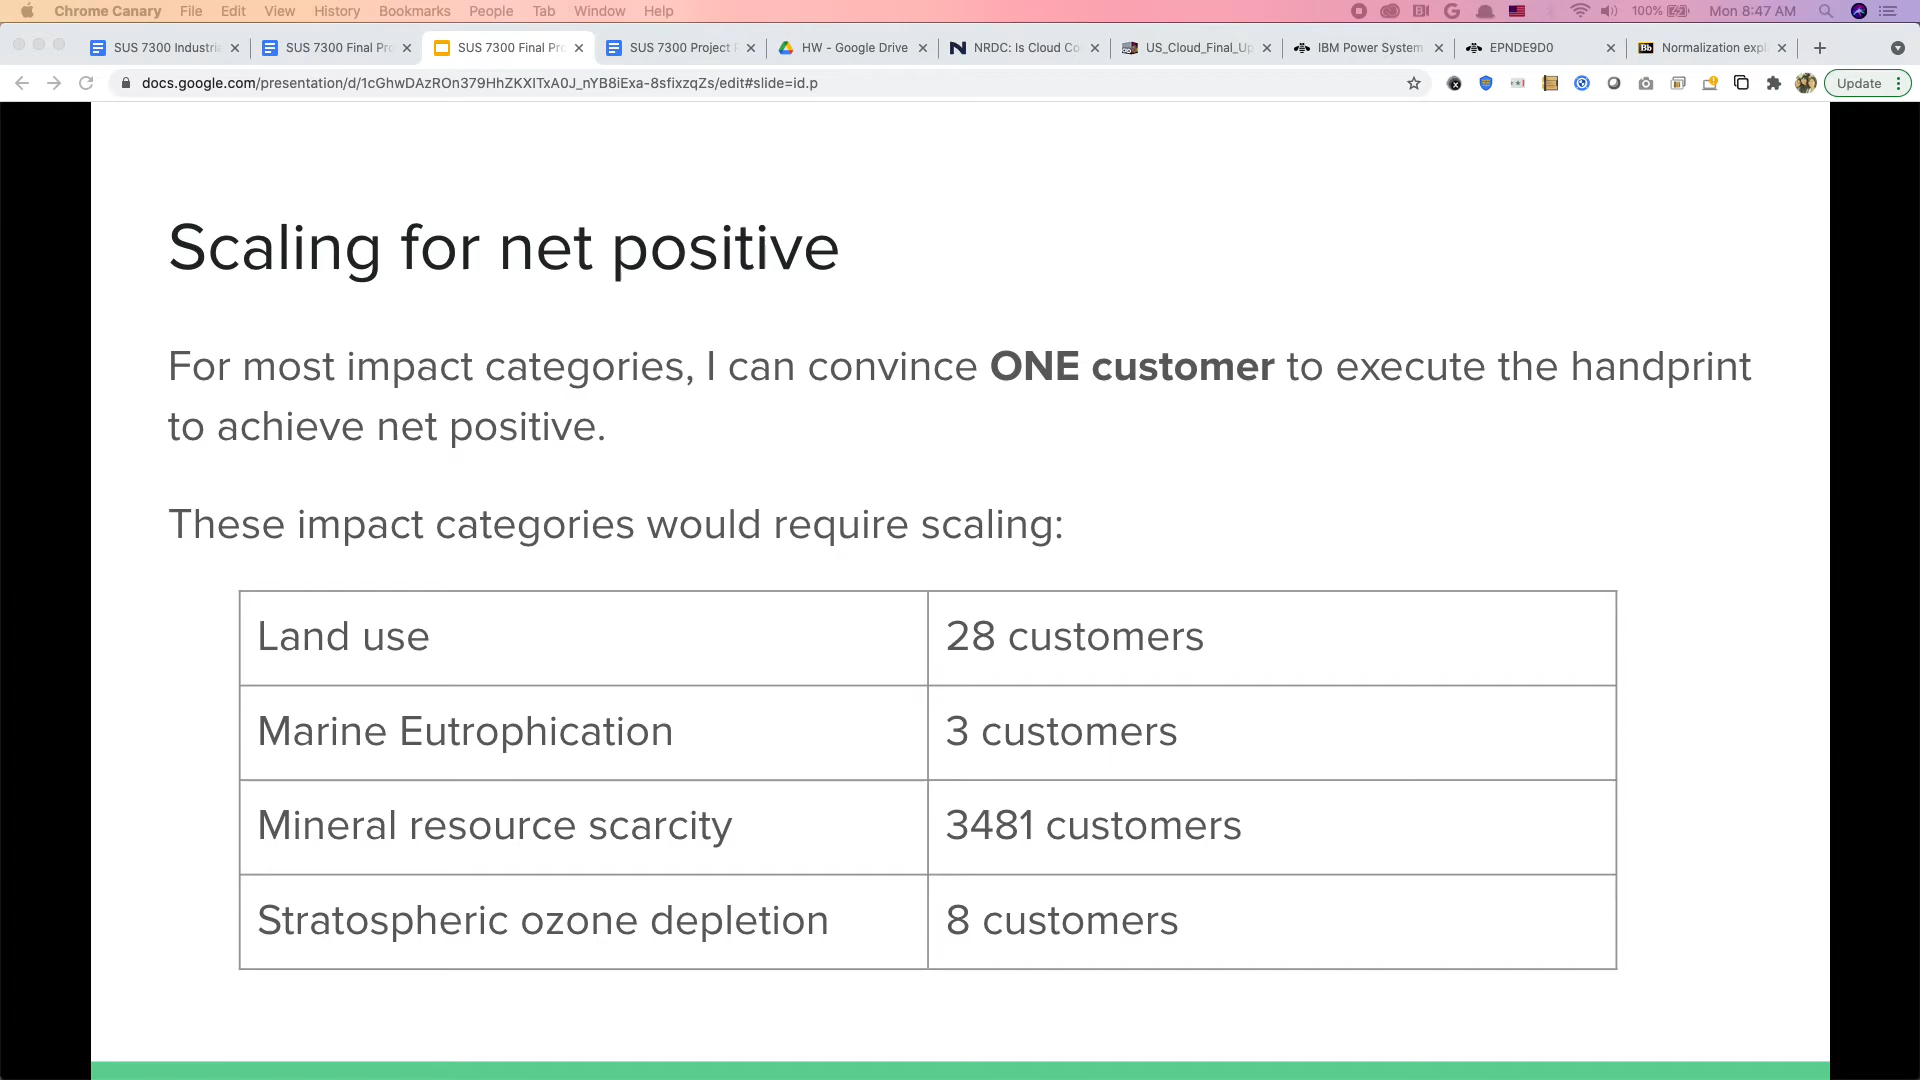 Chrome Canary File Edit View History Bookmarks People Tab Window Help 100% Mon 8:47 AM
SUS 7300 Industria SUS 7300 Final Pro SUS 7300 Final Pro SUS 7300 Project HW - Google Drive NRDC: Is Cloud Co US_Cloud_Final_Up IBM Power System EPNDE9D0 Bb Normalization expl
docs.google.com/presentation/d/1cGhwDAzROn379HhZKXITxA0J_nYB8iExa-8sfixzqZs/edit#slide=id.p Update
Scaling for net positive
For most impact categories, I can convince ONE customer to execute the handprint
to achieve net positive.
These impact categories would require scaling:
Land use 28 customers
Marine Eutrophication 3 customers
Mineral resource scarcity 3481 customers
Stratospheric ozone depletion 8 customers